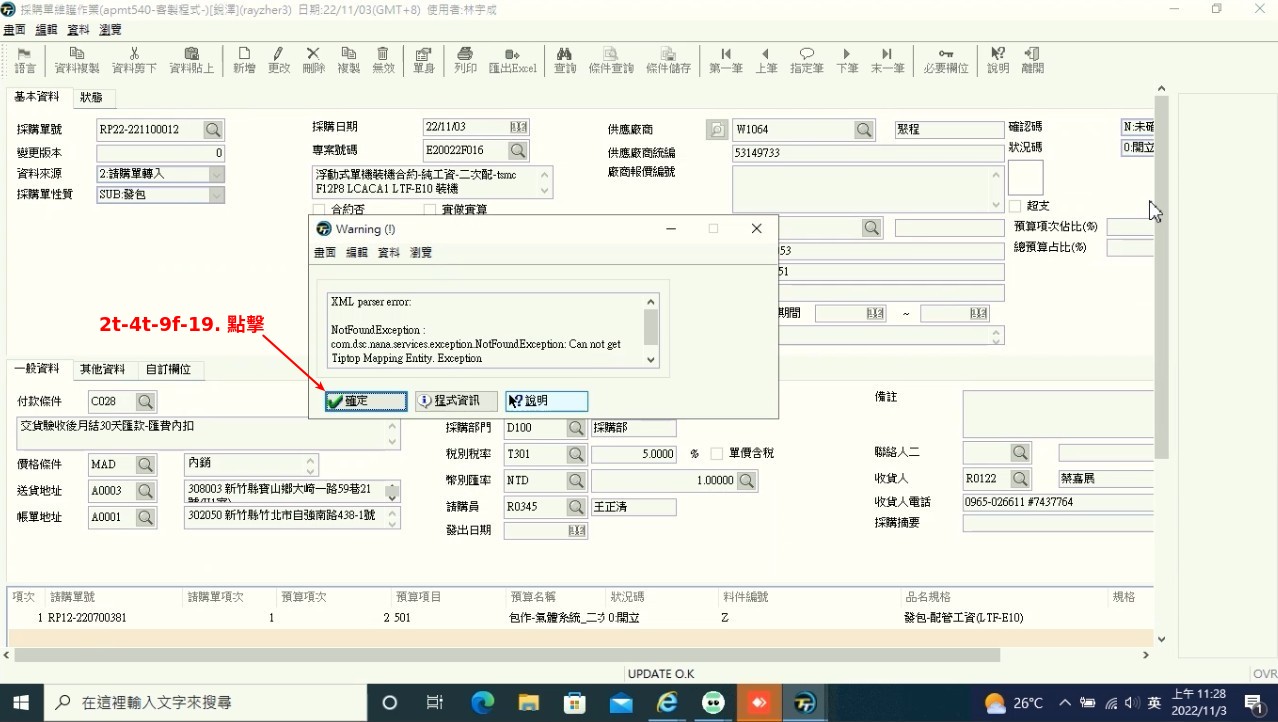 採購單維護作業(apmt540-客製程式-)[銳澤](rayzher3) 日期:22/11/03(GMT+8) 使用者:林宇成
畫面 編輯 資料 瀏覽
語言 資料複製 資料剪下 資料貼上 新增 更改 刪除 複製 無效 單身 列印 匯出Excel 查詢 條件查詢 條件儲存 第一筆 上筆 指定筆 下筆 末一筆 必要欄位 說明 離開
基本資料 狀態
採購單號 RP22-221100012 採購日期 22/11/03 供應廠商 W1064 聚程 確認碼 N:未確
變更版本 0 專案號碼 E20022F016 供應廠商統編 53149733 狀況碼 0:開立
資料來源 2:請購單轉入 浮動式單機裝機合約-純工資-二次配-tsmc 廠商報價編號
F12P8 LCACA1 LTF-E10 裝機
採購單性質 SUB:發包
合約否 實做實算 超支
預算項次佔比(%)
總預算占比(%)
53
51
期間 ~
Warning (!)
畫面 編輯 資料 瀏覽
XML parser error:
NotFoundException :
com.dsc.nana.services.exception.NotFoundException: Can not get
Tiptop Mapping Entity. Exception
確定 程式資訊 說明
2t-4t-9f-19. 點擊
一般資料 其他資料 自訂欄位
付款條件 C028 備註
交貨驗收後月結30天匯款-匯費內扣 採購部門 D100 採購部
稅別稅率 T301 5.0000 % 單價含稅 聯絡人二
價格條件 MAD 內銷
送貨地址 A0003 308003 新竹縣寶山鄉大崎一路59巷21 幣別匯率 NTD 1.00000 收貨人 R0122 蔡嘉展
請購員 R0345 王正清 收貨人電話 0965-026611 #7437764
帳單地址 A0001 302050 新竹縣竹北市自強南路438-1號
發出日期 採購摘要
項次 請購單號 請購單項次 預算項次 預算項目 預算名稱 狀況碼 料件編號 品名規格 規格
1 RP12-220700381 1 2 501 包作-氣體系統_二次 0:開立 Z 發包-配管工資(LTF-E10)
UPDATE O.K OVR
在這裡輸入文字來搜尋 26°C 英 上午 11:28
2022/11/3 1